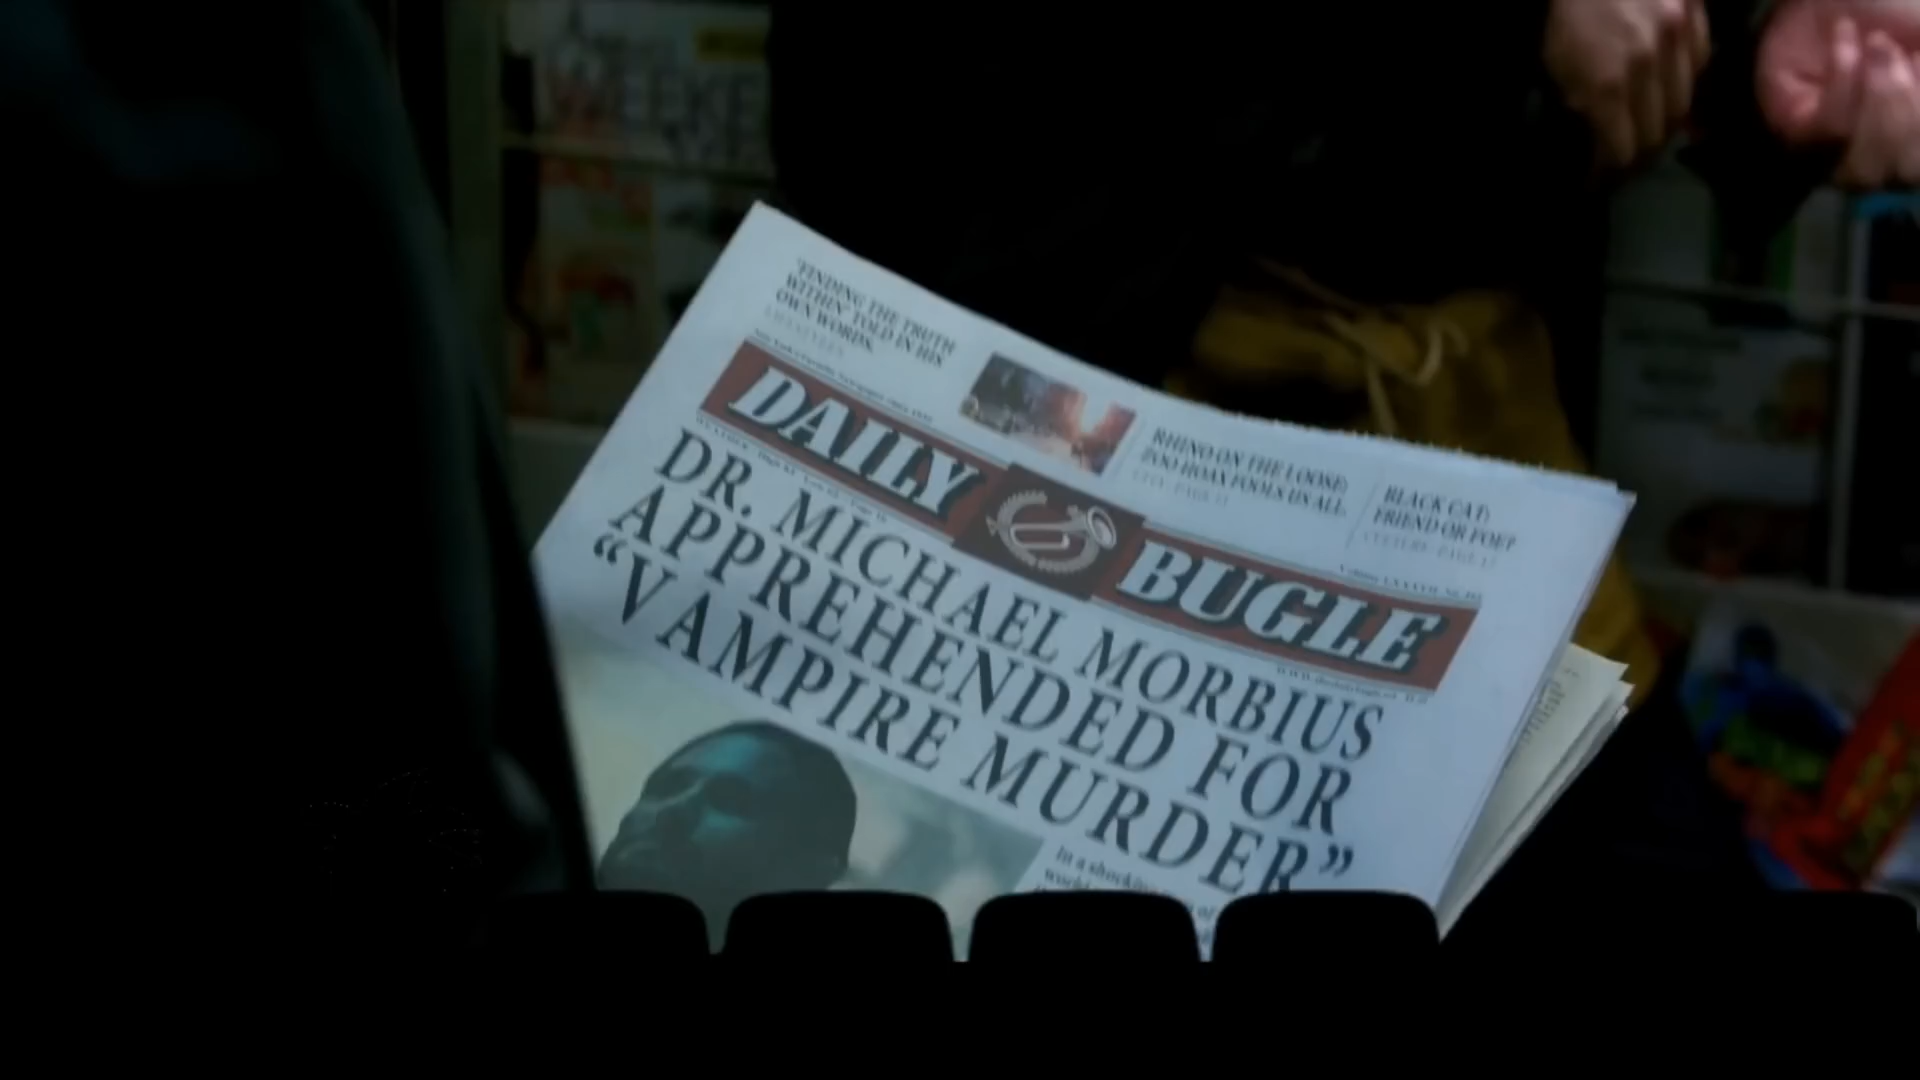 "FINDING THE TRUTH
WITHIN" TOLD IN HIS
OWN WORDS.
RHINO ON THE LOOSE:
ZOO HOAX FOOLS US ALL.
BLACK CAT:
FRIEND OR FOE?
DAILY BUGLE
DR. MICHAEL MORBIUS
APPREHENDED FOR
“VAMPIRE MURDER”
In a shocking